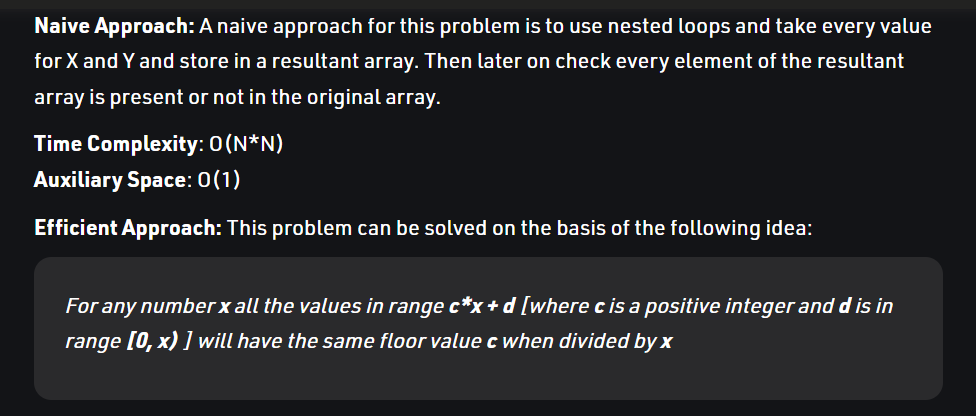 Naive Approach: A naive approach for this problem is to use nested loops and take every value
for X and Y and store in a resultant array. Then later on check every element of the resultant
array is present or not in the original array.
Time Complexity: O(N*N)
Auxiliary Space: O(1)
Efficient Approach: This problem can be solved on the basis of the following idea:
For any number x all the values in range c*x + d [where c is a positive integer and d is in
range [0, x) ] will have the same floor value c when divided by x